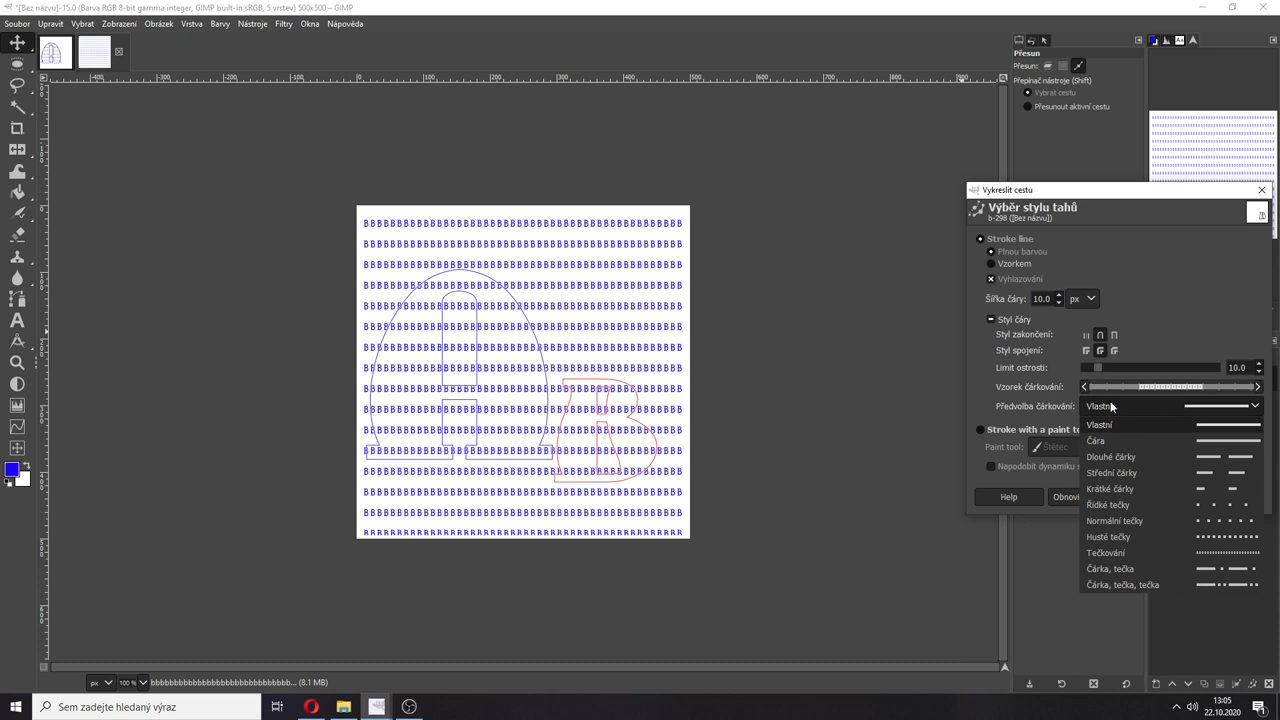 *[Bez názvu]-15.0 (Barva RGB 8-bit gamma integer, GIMP built-in sRGB, 5 vrstev) 500x500 – GIMP
Soubor Upravit Vybrat Zobrazení Obrázek Vrstva Barvy Nástroje Filtry Okna Nápověda
Přesun
Přesun:
Přepínač nástroje (Shift)
Vybrat cestu
Přesunout aktivní cestu
Vykreslit cestu
Výběr stylu tahů
b-298 ([Bez názvu])
Stroke line
Plnou barvou
Vzorkem
Vyhlazování
Šířka čáry: 10.0 px
Styl čáry
Styl zakončení:
Styl spojení:
Limit ostrosti: 10.0
Vzorek čárkování:
Předvolba čárkování: Vlastní
Vlastní
Čára
Dlouhé čárky
Střední čárky
Krátké čárky
Řídké tečky
Normální tečky
Husté tečky
Tečkování
Čárka, tečka
Čárka, tečka, tečka
Stroke with a paint to
Paint tool: Štětec
Napodobit dynamiku
Help Obnovi
px 100 % bbbbbbbbbbbbbbbbbbbbbbbbbbbbb... (8.1 MB)
Sem zadejte hledaný výraz
13:05
22.10.2020